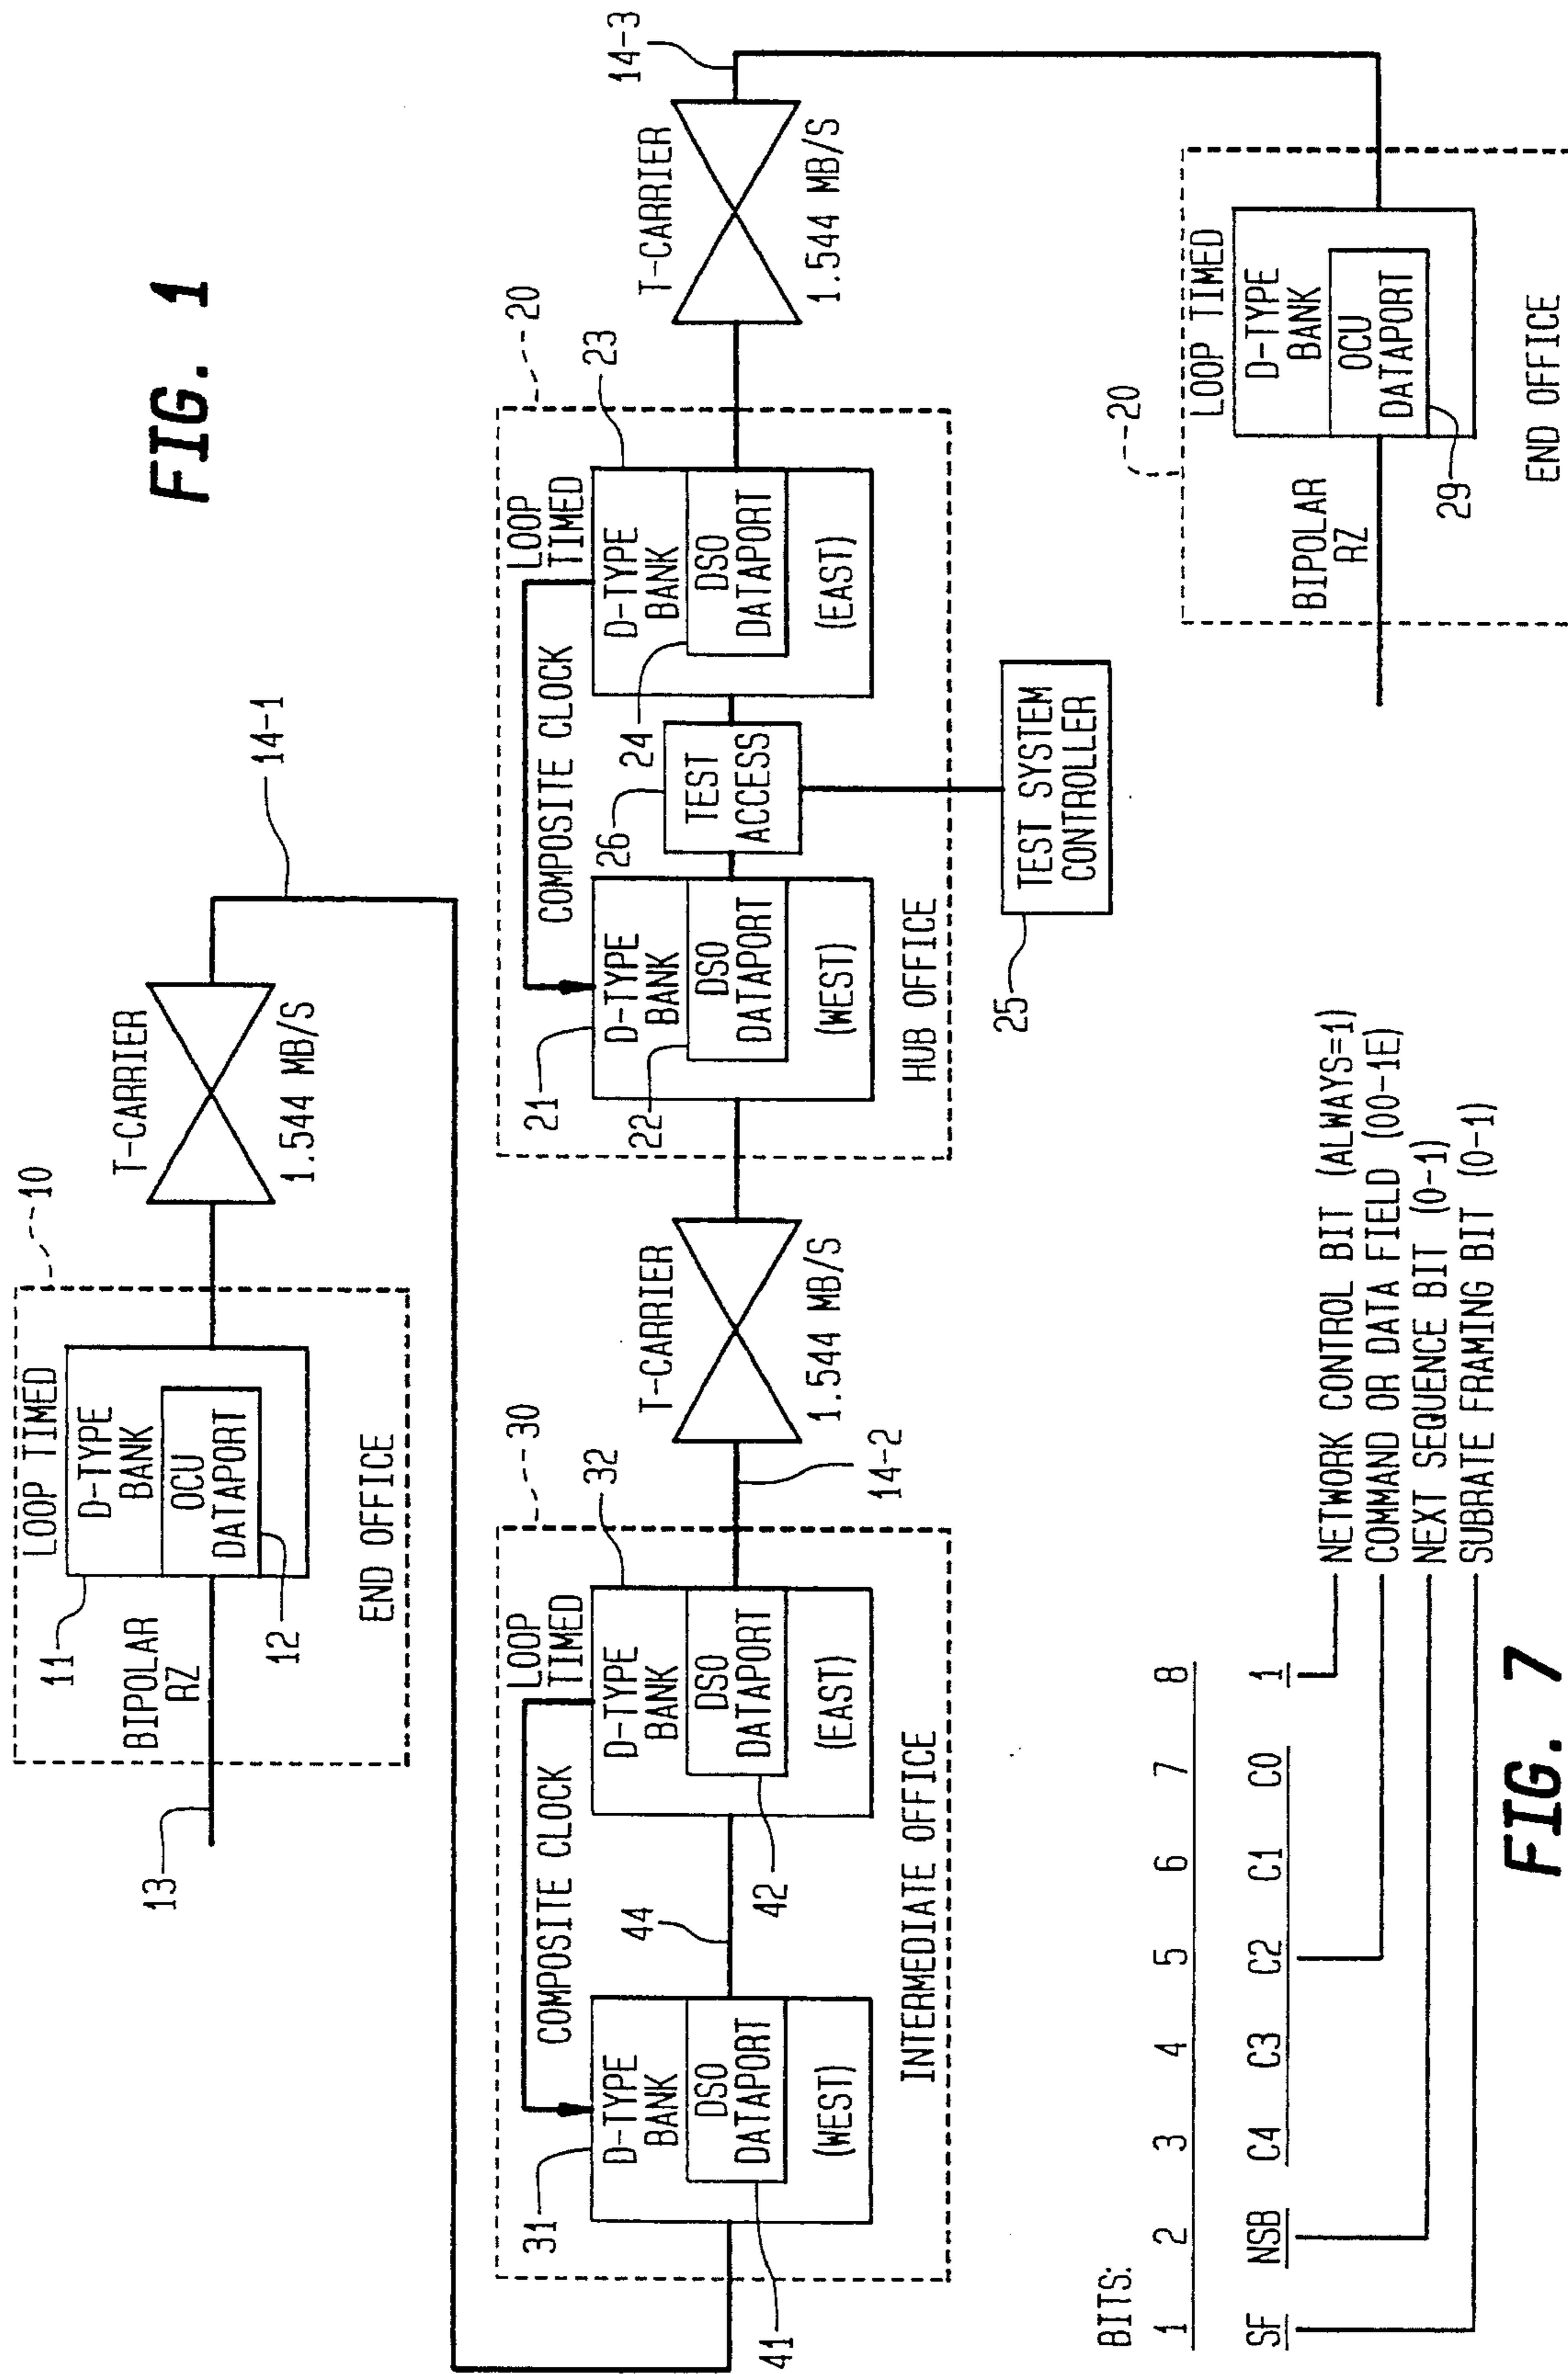 FIG. 1
10
LOOP TIMED
11
D-TYPE
BANK
OCU
DATAPORT
12
BIPOLAR
RZ
13
END OFFICE
T-CARRIER
1.544 MB/S
14-1
30
COMPOSITE CLOCK
LOOP
TIMED
31
D-TYPE
BANK
DSO
DATAPORT
(WEST)
41
44
32
D-TYPE
BANK
DSO
DATAPORT
(EAST)
42
INTERMEDIATE OFFICE
T-CARRIER
1.544 MB/S
14-2
20
COMPOSITE CLOCK
LOOP
TIMED
21
D-TYPE
BANK
DSO
DATAPORT
(WEST)
22
26
TEST
ACCESS
23
D-TYPE
BANK
DSO
DATAPORT
(EAST)
24
HUB OFFICE
25
TEST SYSTEM
CONTROLLER
T-CARRIER
1.544 MB/S
14-3
20
LOOP TIMED
D-TYPE
BANK
OCU
DATAPORT
29
BIPOLAR
RZ
END OFFICE
BITS:
1 2 3 4 5 6 7 8
SF NSB C4 C3 C2 C1 C0 1
NETWORK CONTROL BIT (ALWAYS=1)
COMMAND OR DATA FIELD (00-1E)
NEXT SEQUENCE BIT (0-1)
SUBRATE FRAMING BIT (0-1)
FIG. 7